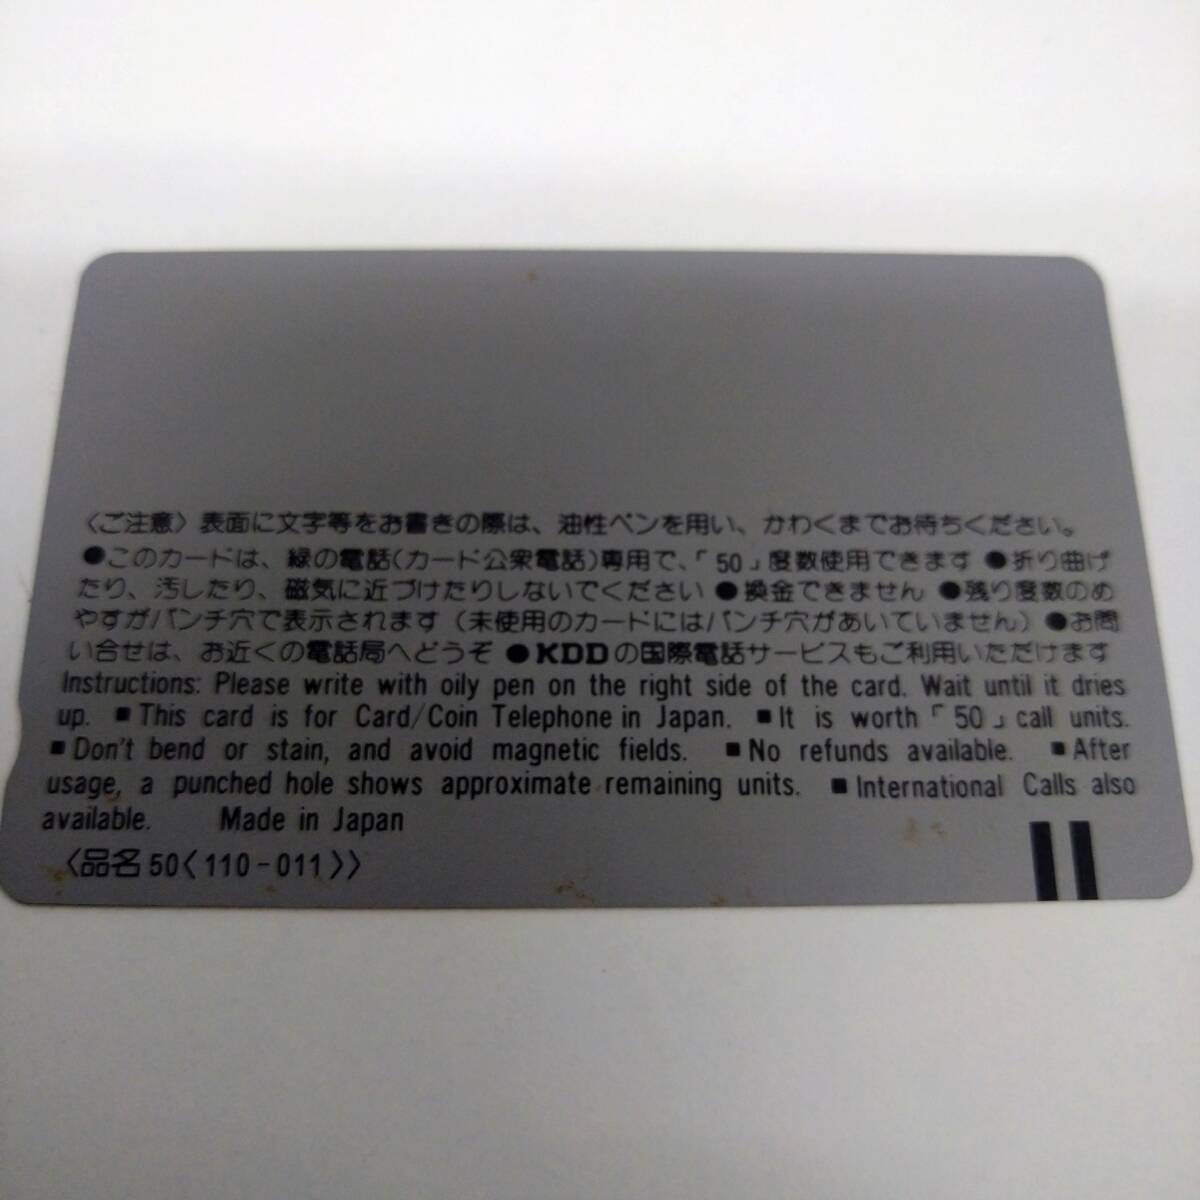 〈ご注意〉表面に文字等をお書きの際は、油性ペンを用い、かわくまでお待ちください。
●このカードは、緑の電話(カード公衆電話)専用で、「50」度数使用できます ●折り曲げ
たり、汚したり、磁気に近づけたりしないでください ●換金できません ●残り度数のめ
やすがパンチ穴で表示されます(未使用のカードにはパンチ穴があいていません) ●お問
い合せは、お近くの電話局へどうぞ ●KDDの国際電話サービスもご利用いただけます
Instructions: Please write with oily pen on the right side of the card. Wait until it dries
up. ■This card is for Card/Coin Telephone in Japan. ■It is worth「50」call units.
■Don't bend or stain, and avoid magnetic fields. ■No refunds available. ■After
usage, a punched hole shows approximate remaining units. ■International Calls also
available. Made in Japan
〈品名50〈110-011〉〉